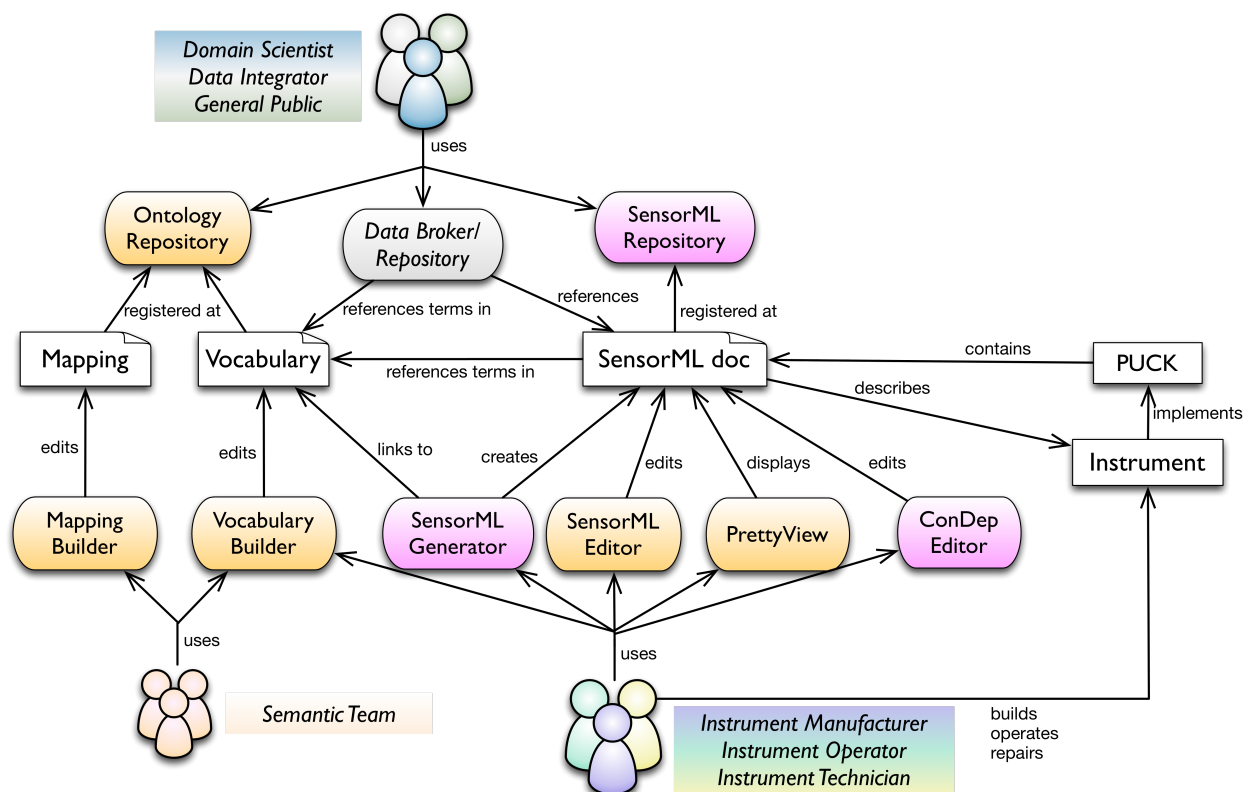 Domain Scientist
Data Integrator
General Public
uses
Ontology
Repository
Data Broker/
Repository
SensorML
Repository
registered at
references terms in
references
registered at
Mapping
Vocabulary
references terms in
SensorML doc
contains
PUCK
describes
implements
Instrument
edits
edits
links to
creates
edits
displays
edits
Mapping
Builder
Vocabulary
Builder
SensorML
Generator
SensorML
Editor
PrettyView
ConDep
Editor
uses
uses
Semantic Team
Instrument Manufacturer
Instrument Operator
Instrument Technician
builds
operates
repairs